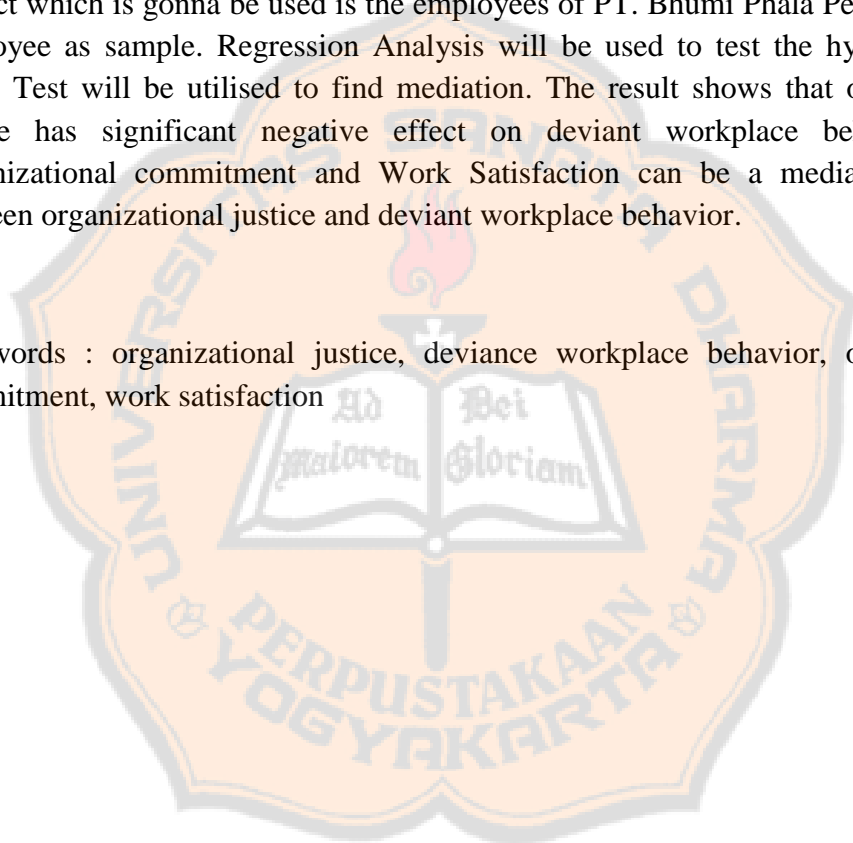 ct which is gonna be used is the employees of PT. Bhumi Phala Pe
oyee as sample. Regression Analysis will be used to test the hy
Test will be utilised to find mediation. The result shows that o
e has significant negative effect on deviant workplace be
nizational commitment and Work Satisfaction can be a media
een organizational justice and deviant workplace behavior.
words : organizational justice, deviance workplace behavior, o
mitment, work satisfaction
UNIVERSITAS SANATA DHARMA
Ad Dei
Maiorem Gloriam
PERPUSTAKAAN
YOGYAKARTA